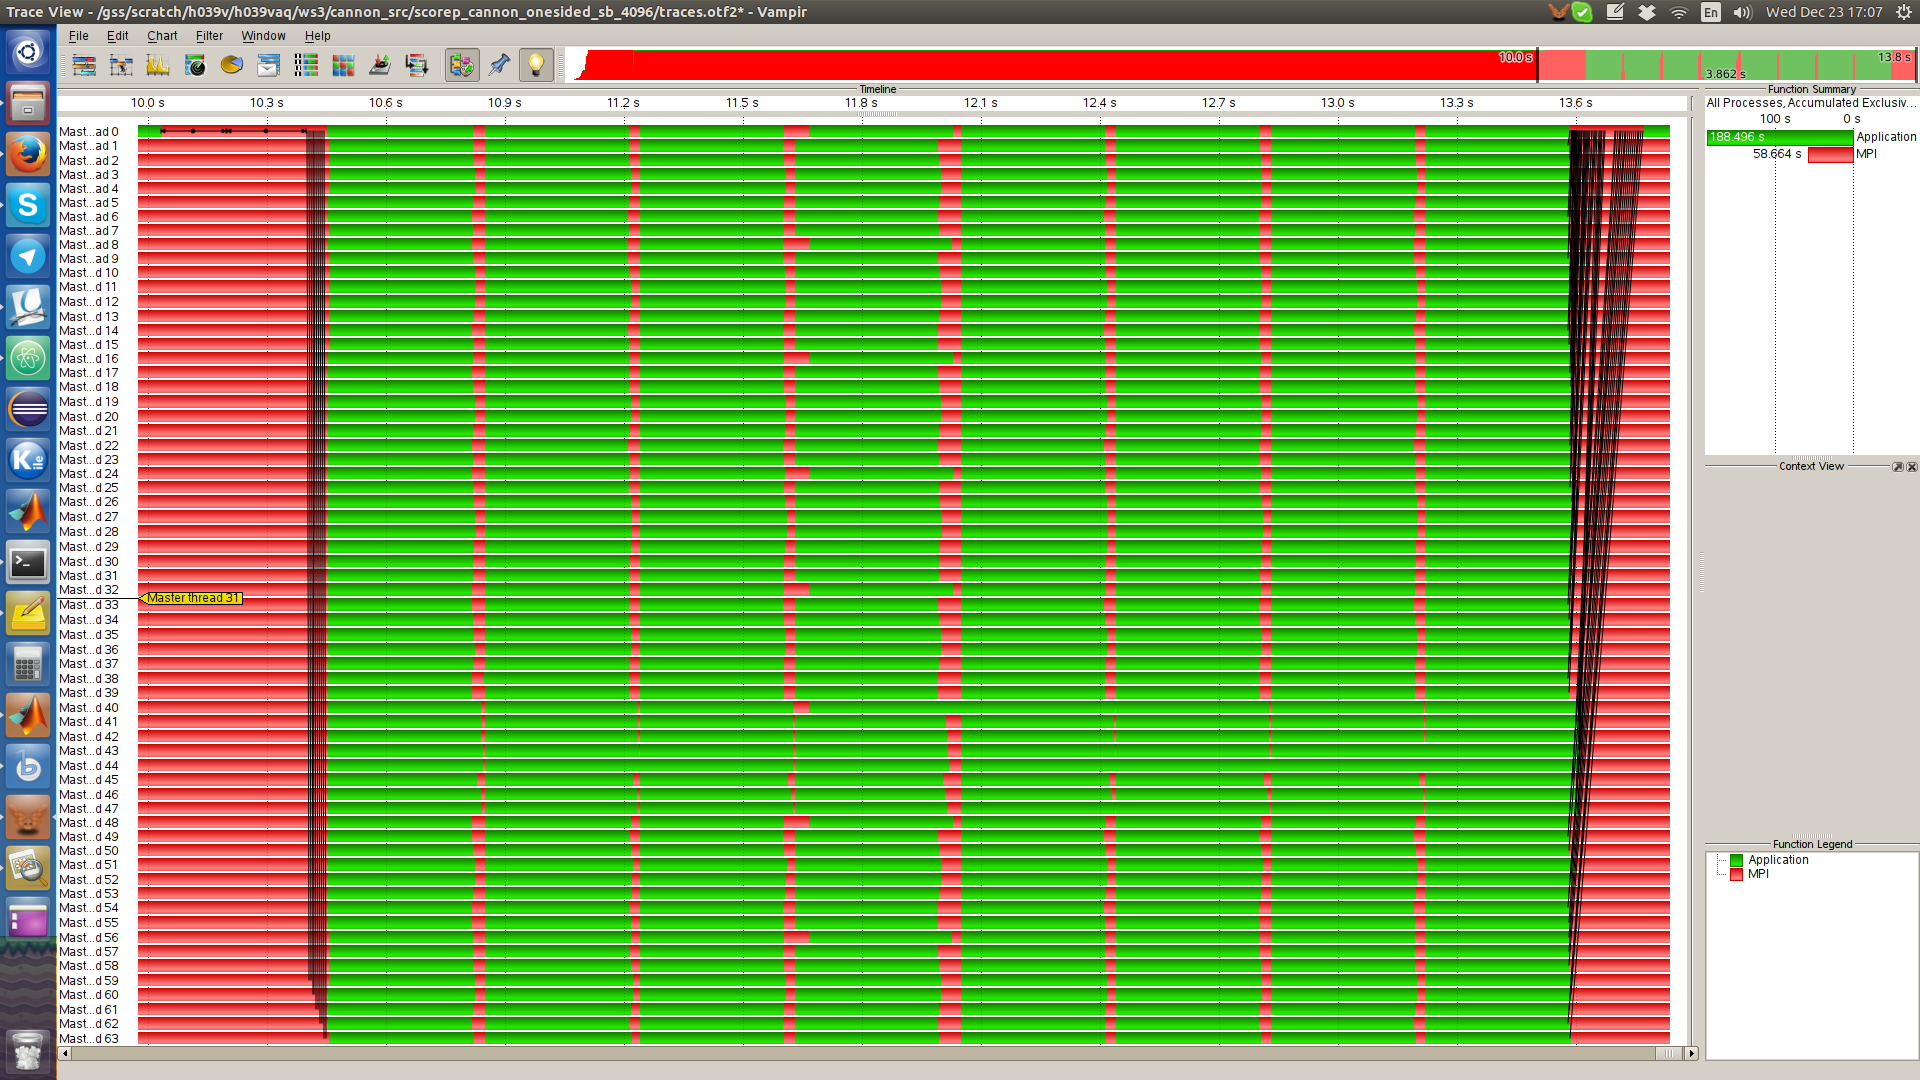 Trace View - /gss/scratch/h039v/h039vaq/ws3/cannon_src/scorep_cannon_onesided_sb_4096/traces.otf2* - Vampir
En
Wed Dec 23 17:07
File Edit Chart Filter Window Help
10.0 s
3.862 s
13.8 s
Timeline
10.0 s 10.3 s 10.6 s 10.9 s 11.2 s 11.5 s 11.8 s 12.1 s 12.4 s 12.7 s 13.0 s 13.3 s 13.6 s
Mast...ad 0
Mast...ad 1
Mast...ad 2
Mast...ad 3
Mast...ad 4
Mast...ad 5
Mast...ad 6
Mast...ad 7
Mast...ad 8
Mast...ad 9
Mast...d 10
Mast...d 11
Mast...d 12
Mast...d 13
Mast...d 14
Mast...d 15
Mast...d 16
Mast...d 17
Mast...d 18
Mast...d 19
Mast...d 20
Mast...d 21
Mast...d 22
Mast...d 23
Mast...d 24
Mast...d 25
Mast...d 26
Mast...d 27
Mast...d 28
Mast...d 29
Mast...d 30
Mast...d 31
Mast...d 32
Master thread 31
Mast...d 33
Mast...d 34
Mast...d 35
Mast...d 36
Mast...d 37
Mast...d 38
Mast...d 39
Mast...d 40
Mast...d 41
Mast...d 42
Mast...d 43
Mast...d 44
Mast...d 45
Mast...d 46
Mast...d 47
Mast...d 48
Mast...d 49
Mast...d 50
Mast...d 51
Mast...d 52
Mast...d 53
Mast...d 54
Mast...d 55
Mast...d 56
Mast...d 57
Mast...d 58
Mast...d 59
Mast...d 60
Mast...d 61
Mast...d 62
Mast...d 63
Function Summary
All Processes, Accumulated Exclusiv...
100 s 0 s
188.496 s Application
58.664 s MPI
Context View
Function Legend
Application
MPI